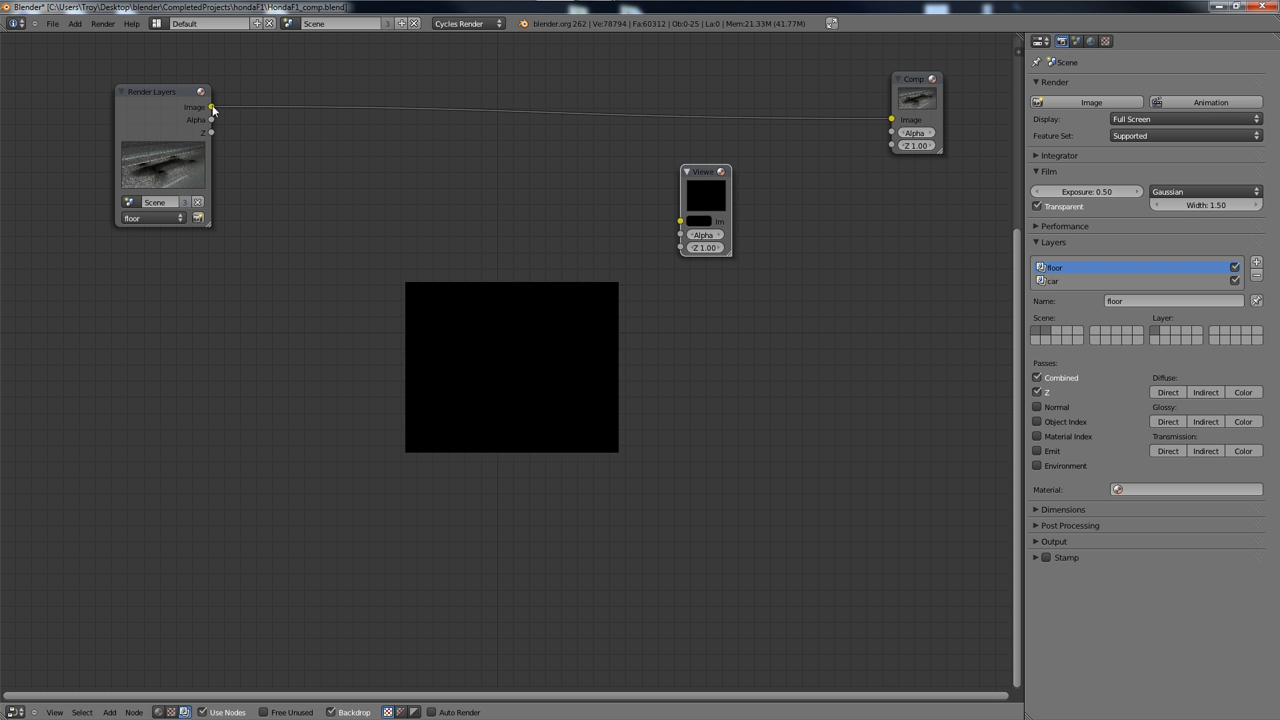 Blender* [C:\Users\Troy\Desktop\blender\CompletedProjects\hondaF1\HondaF1_comp.blend]
File Add Render Help Default Scene 3 Cycles Render blender.org 262 | Ve:78794 | Fa:60312 | Ob:0-25 | La:0 | Mem:21.33M (41.77M)
Render Layers
Image
Alpha
Z
Scene 3
floor
Comp
Image
Alpha
Z 1.00
Viewe
Im
Alpha
Z 1.00
Scene
Render
Image Animation
Display: Full Screen
Feature Set: Supported
Integrator
Film
Exposure: 0.50 Gaussian
Transparent Width: 1.50
Performance
Layers
floor
car
Name: floor
Scene: Layer:
Passes:
Combined Diffuse:
Z Direct Indirect Color
Normal Glossy:
Object Index Direct Indirect Color
Material Index Transmission:
Emit Direct Indirect Color
Environment
Material:
Dimensions
Post Processing
Output
Stamp
View Select Add Node Use Nodes Free Unused Backdrop Auto Render